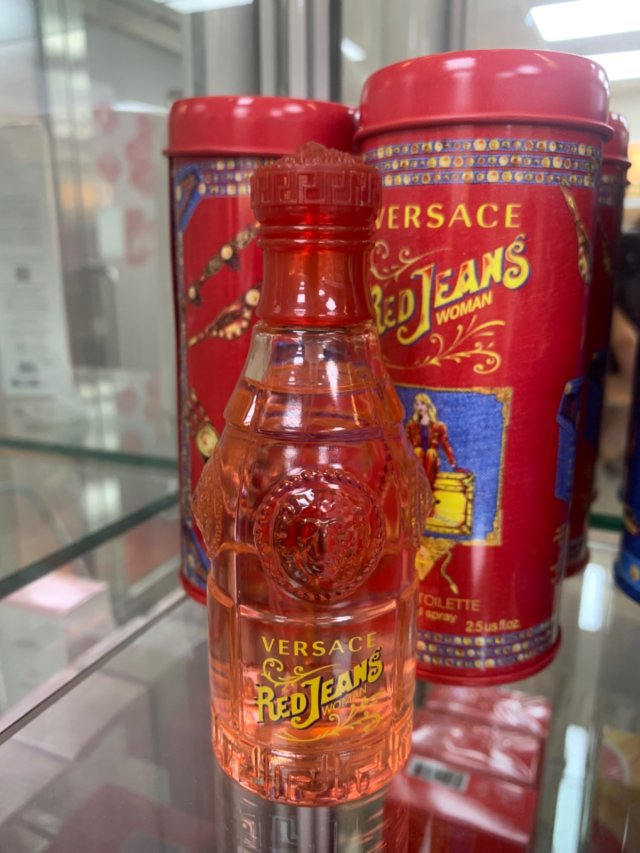 VERSACE
RED JEANS
WOMAN
TOILETTE
spray 2.5 us fl.oz.
VERSACE
RED JEANS
WOMAN